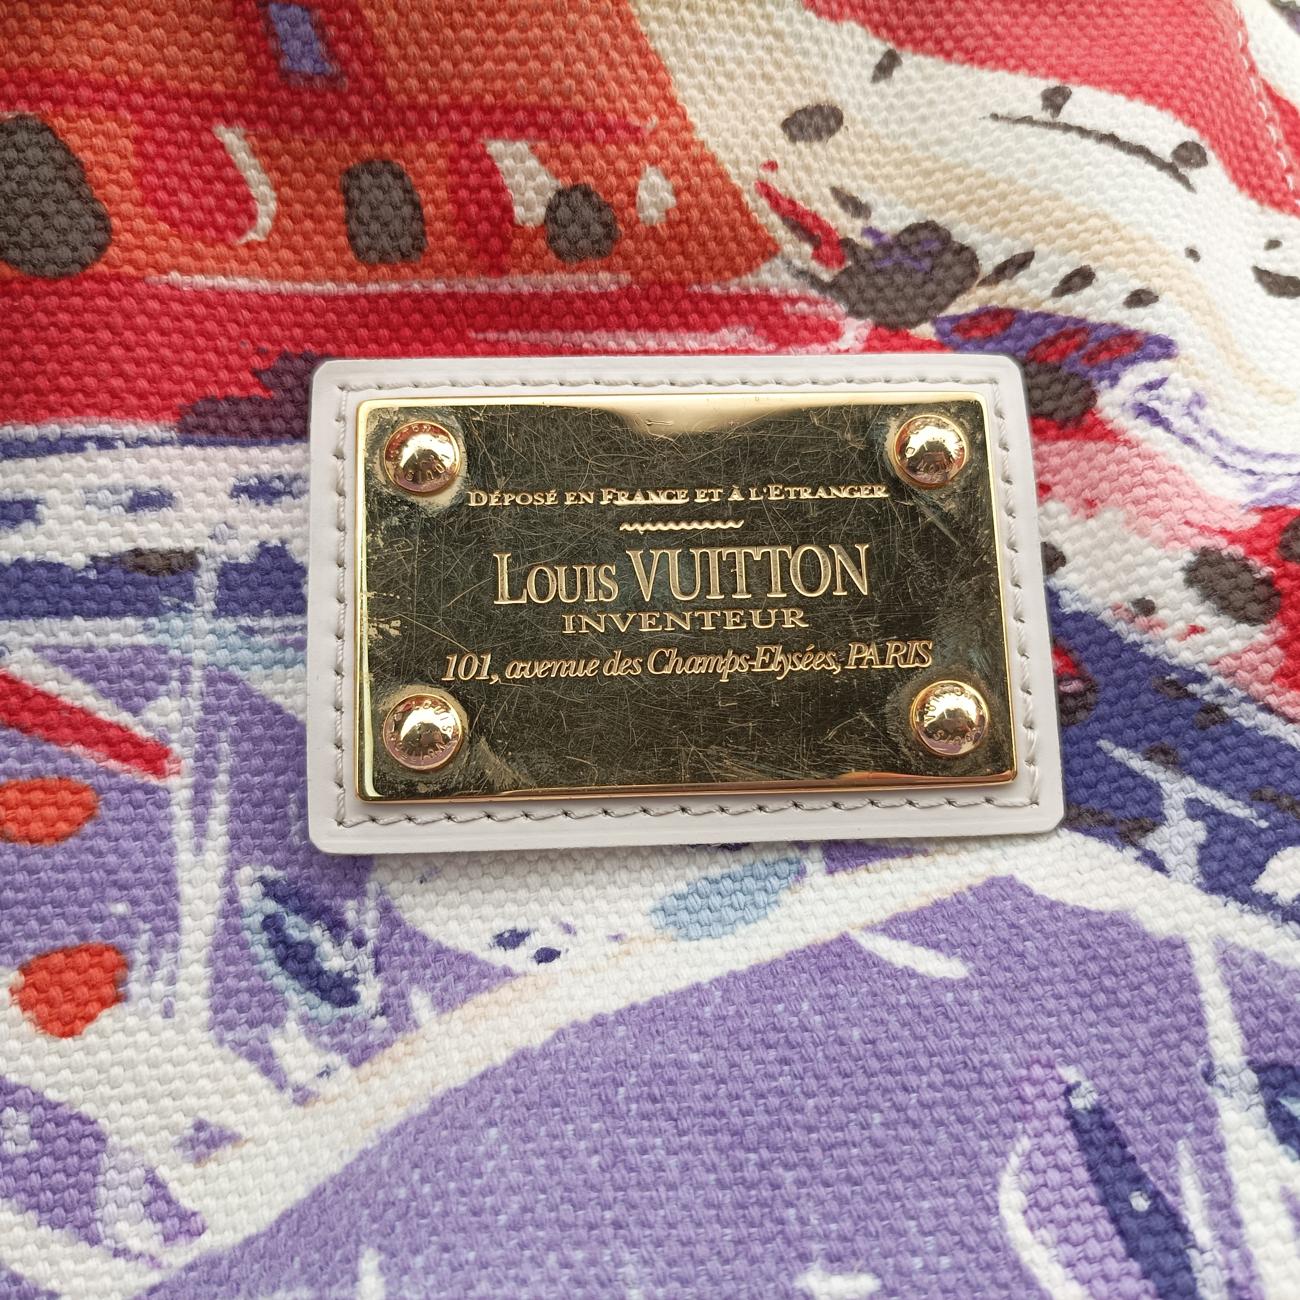 DÉPOSÉ EN FRANCE ET À L'ETRANGER
LOUIS VUITTON
INVENTEUR
101, avenue des Champs-Elysées, PARIS